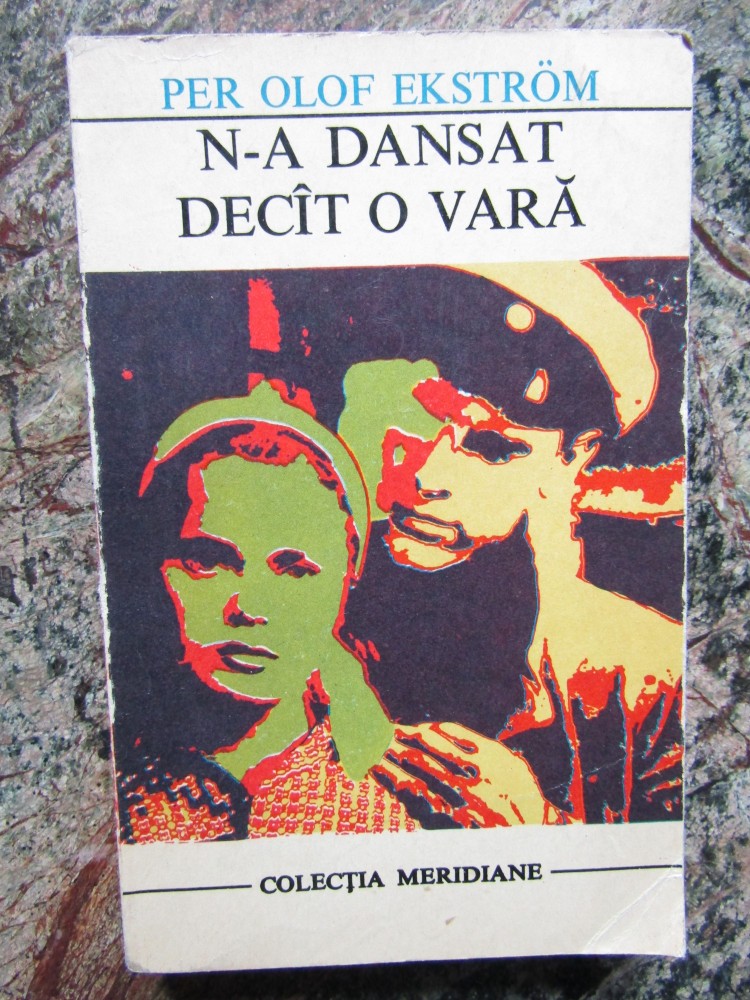 PER OLOF EKSTRÖM
N-A DANSAT
DECÎT O VARĂ
COLECȚIA MERIDIANE